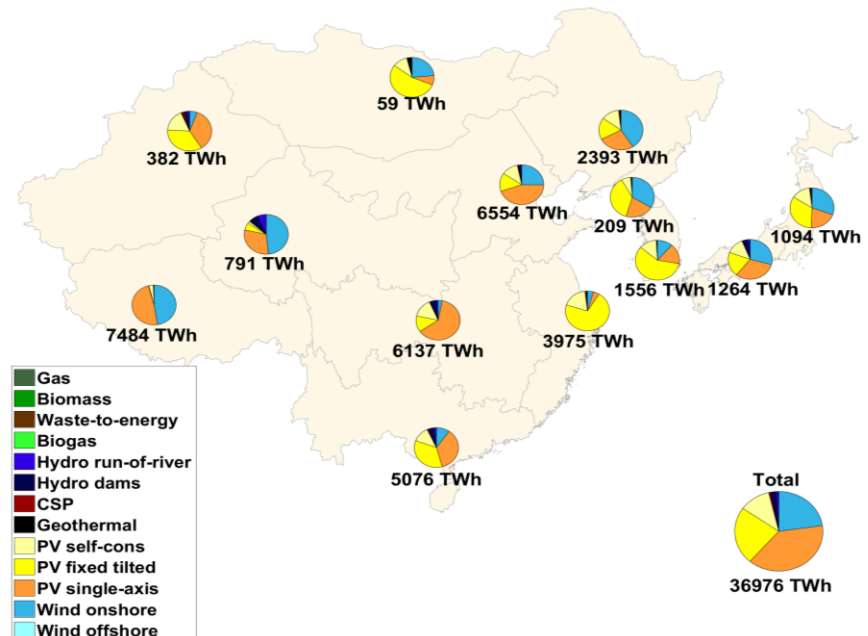 59 TWh
382 TWh
2393 TWh
6554 TWh
209 TWh
1094 TWh
791 TWh
1556 TWh
1264 TWh
7484 TWh
6137 TWh
3975 TWh
5076 TWh
Gas
Biomass
Waste-to-energy
Biogas
Hydro run-of-river
Hydro dams
CSP
Geothermal
PV self-cons
PV fixed tilted
PV single-axis
Wind onshore
Wind offshore
Total
36976 TWh